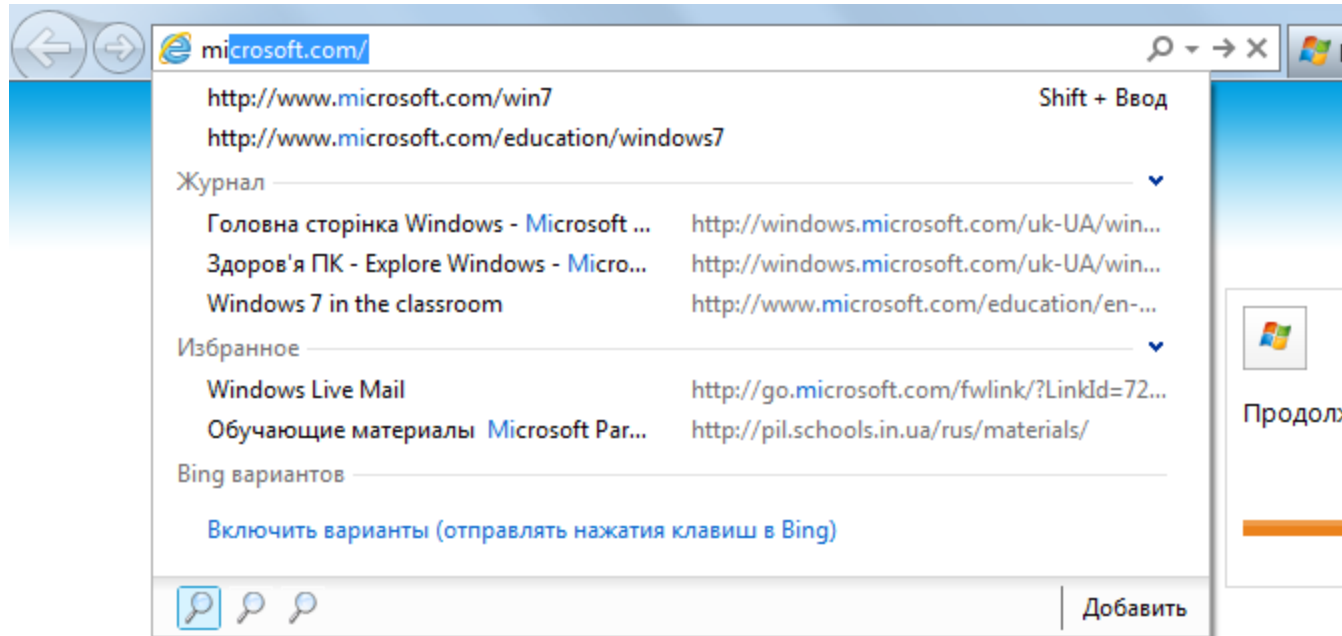 microsoft.com/
http://www.microsoft.com/win7 Shift + Ввод
http://www.microsoft.com/education/windows7
Журнал
Головна сторінка Windows - Microsoft ... http://windows.microsoft.com/uk-UA/win...
Здоров'я ПК - Explore Windows - Micro... http://windows.microsoft.com/uk-UA/win...
Windows 7 in the classroom http://www.microsoft.com/education/en-...
Избранное
Windows Live Mail http://go.microsoft.com/fwlink/?LinkId=72...
Обучающие материалы Microsoft Par... http://pil.schools.in.ua/rus/materials/
Продолж
Bing вариантов
Включить варианты (отправлять нажатия клавиш в Bing)
Добавить